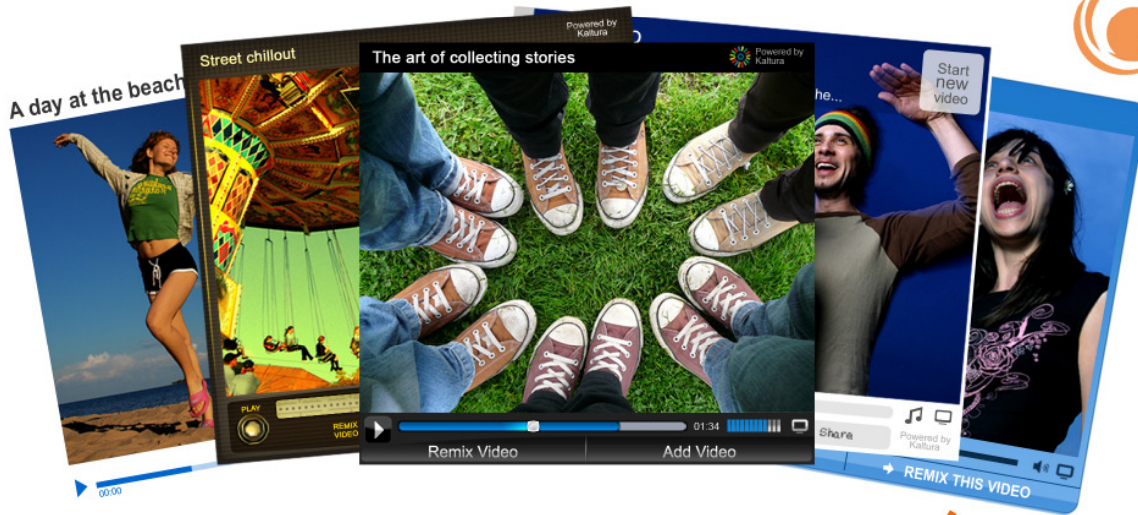 A day at the beach
00:00
Street chillout
Powered by
Kaltura
PLAY
REMIX
VIDEO
The art of collecting stories
Powered by
Kaltura
01:34
Remix Video
Add Video
he...
Start
new
video
Share
Powered by
Kaltura
REMIX THIS VIDEO